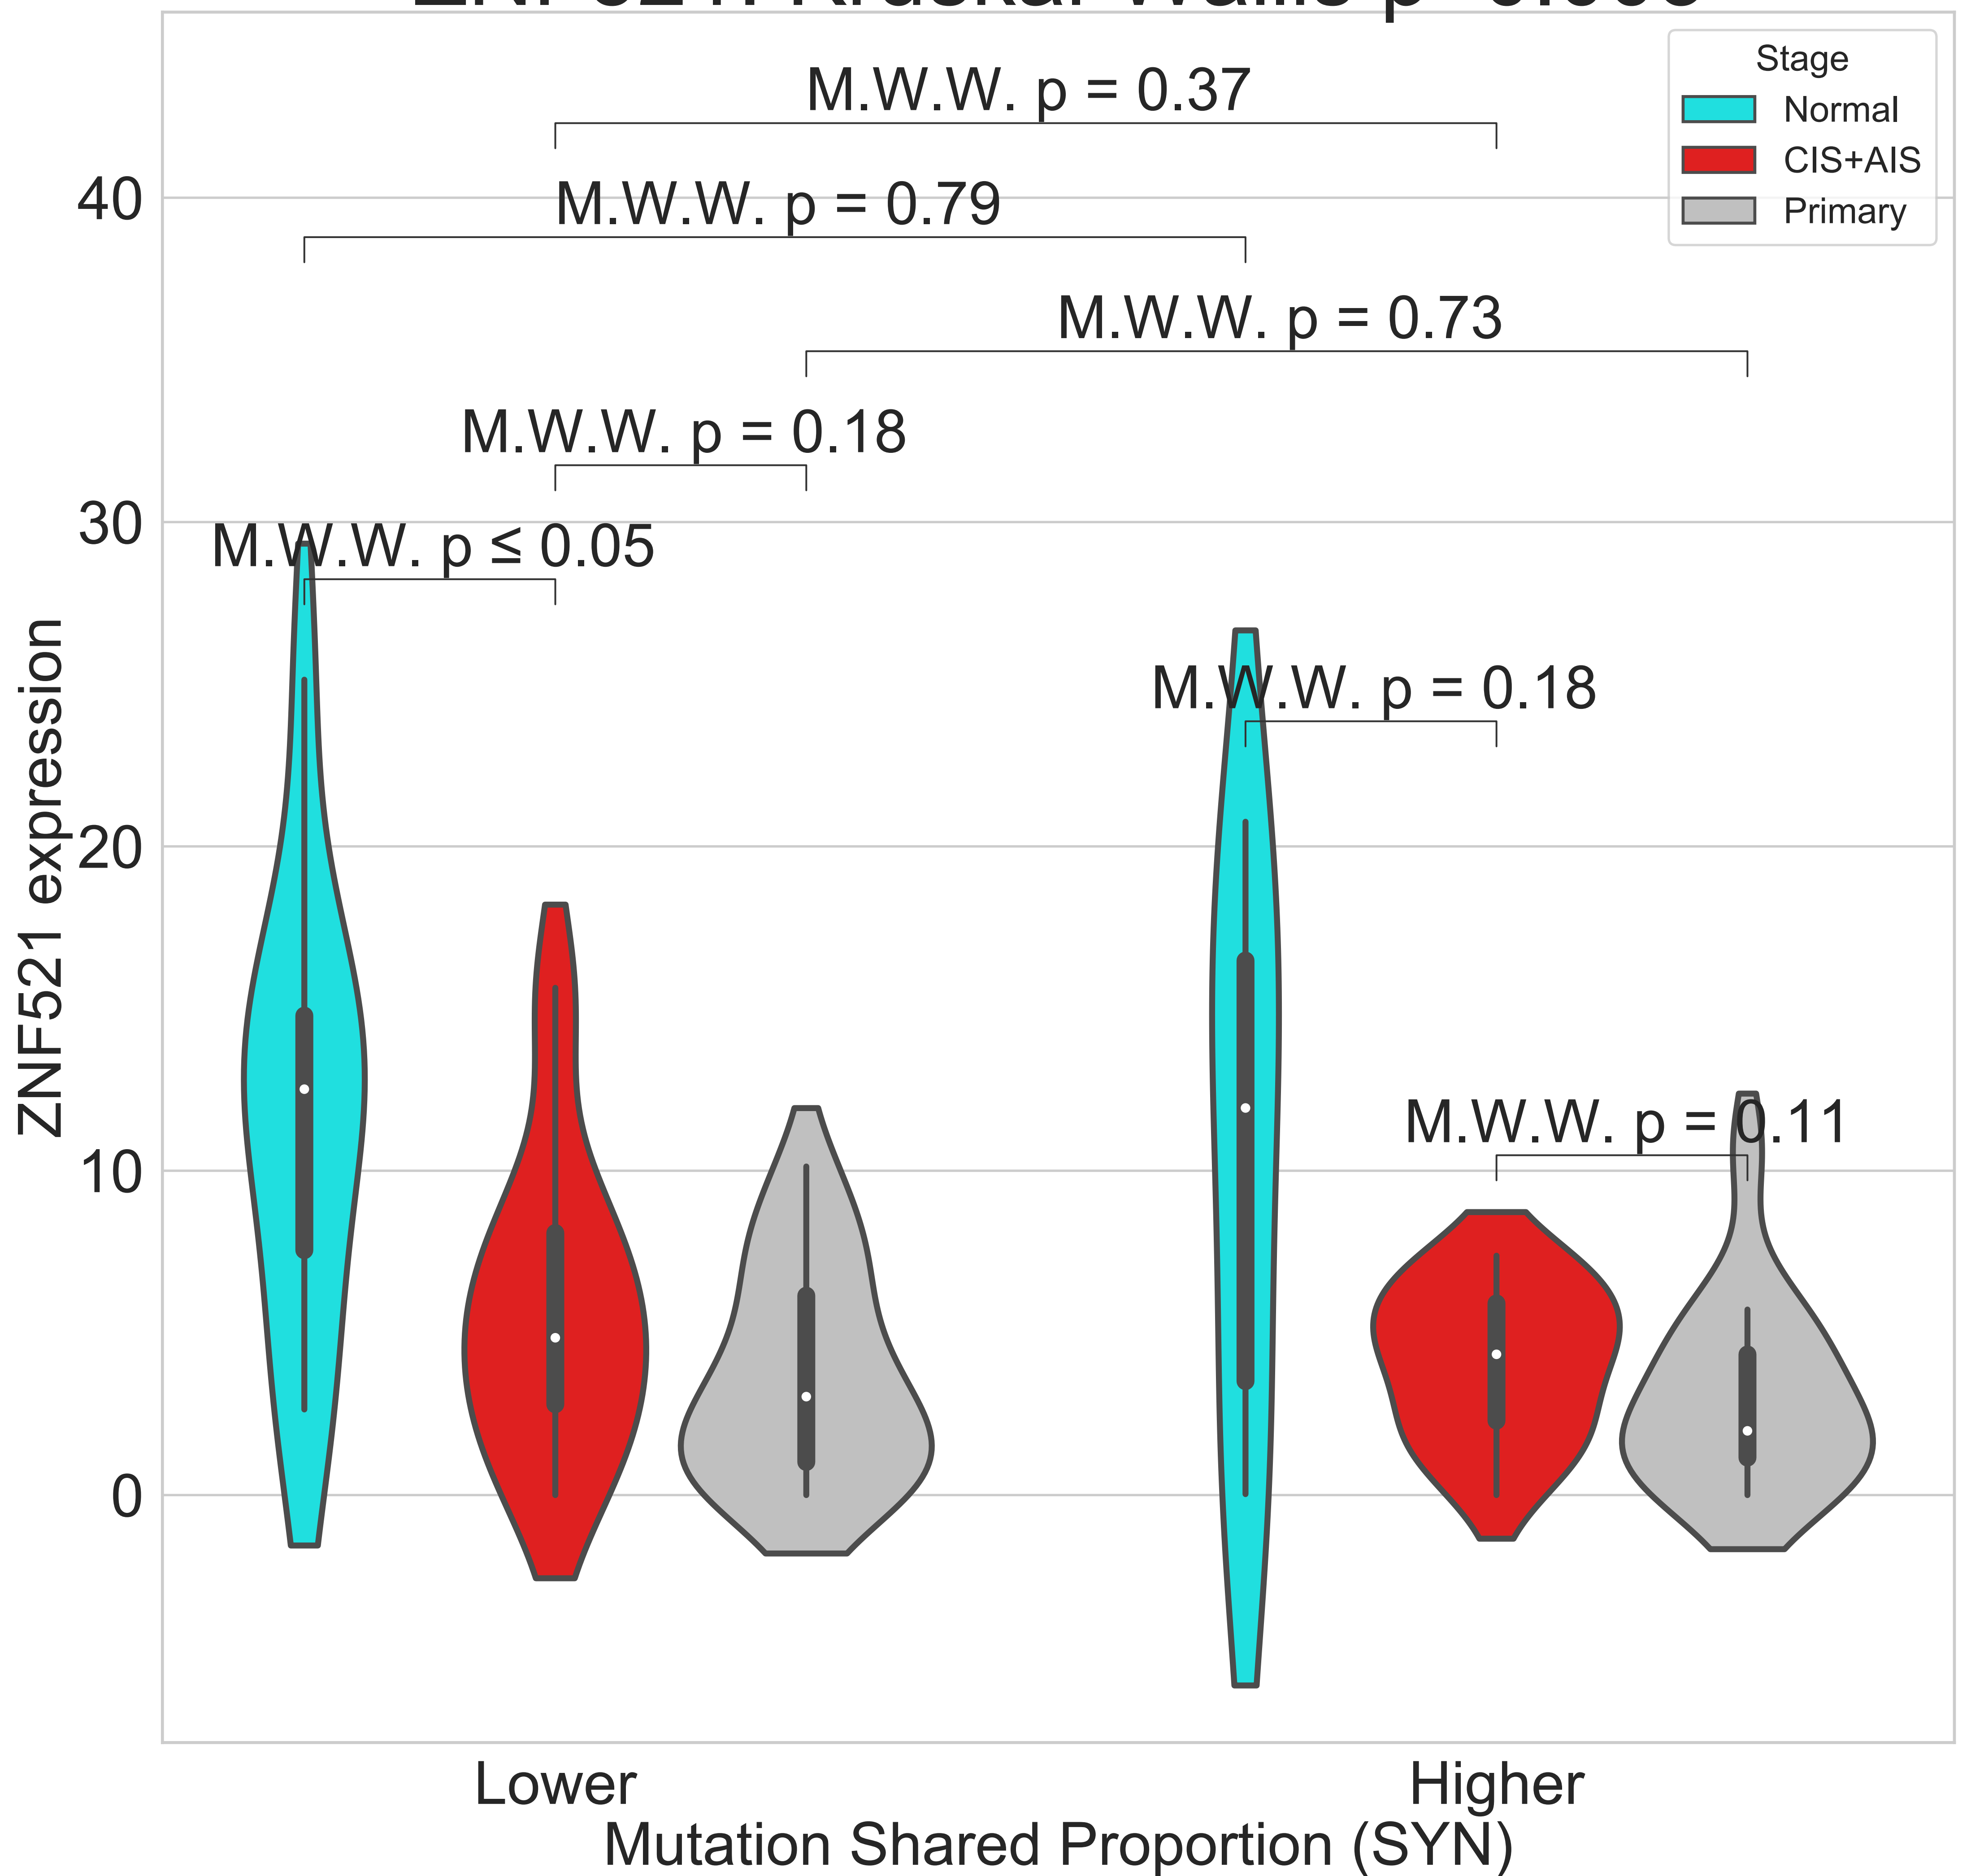 Stage
Normal
CIS+AIS
Primary
M.W.W. p = 0.37
M.W.W. p = 0.79
M.W.W. p = 0.73
M.W.W. p = 0.18
M.W.W. p ≤ 0.05
M.W.W. p = 0.18
M.W.W. p = 0.11
40
30
20
10
0
ZNF521 expression
Lower
Higher
Mutation Shared Proportion (SYN)